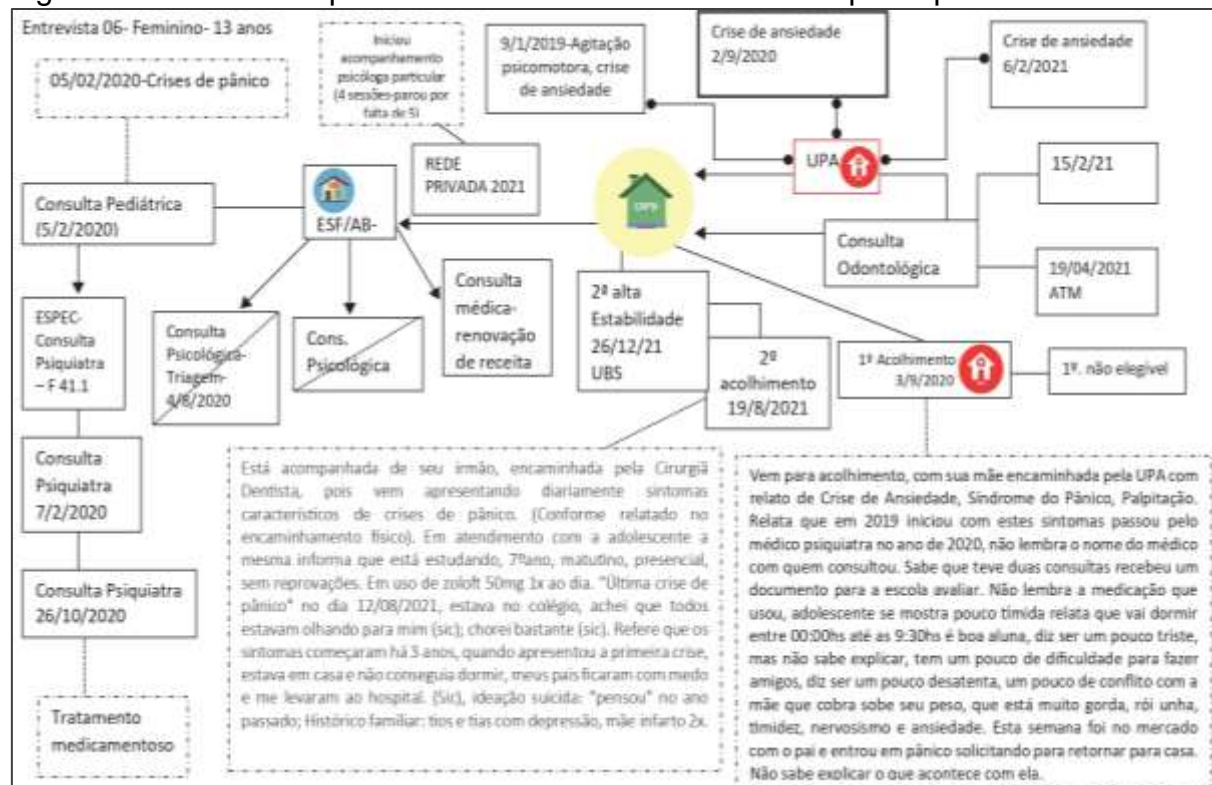 Entrevista 06- Feminino- 13 anos
05/02/2020-Crises de pânico
Iniciou
acompanhamento
psicóloga particular
(4 sessões-parou por
falta de $)
9/1/2019-Agitação
psicomotora, crise
de ansiedade
Crise de ansiedade
2/9/2020
Crise de ansiedade
6/2/2021
UPA
REDE
PRIVADA 2021
15/2/21
Consulta Pediátrica
(5/2/2020)
ESF/AB-
Consulta
Odontológica
19/04/2021
ATM
ESPEC-
Consulta
Psiquiatra
– F 41.1
Consulta
Psicológica-
Triagem-
4/8/2020
Cons.
Psicológica
Consulta
médica-
renovação
de receita
2ª alta
Estabilidade
26/12/21
UBS
2º
acolhimento
19/8/2021
1º Acolhimento
3/9/2020
1º. não elegível
Consulta
Psiquiatra
7/2/2020
Consulta Psiquiatra
26/10/2020
Tratamento
medicamentoso
Está acompanhada de seu irmão, encaminhada pela Cirurgiã
Dentista, pois vem apresentando diariamente sintomas
característicos de crises de pânico. (Conforme relatado no
encaminhamento físico). Em atendimento com a adolescente a
mesma informa que está estudando, 7ºano, matutino, presencial,
sem reprovações. Em uso de zoloft 50mg 1x ao dia. "Última crise de
pânico" no dia 12/08/2021, estava no colégio, achei que todos
estavam olhando para mim (sic); chorei bastante (sic). Refere que os
sintomas começaram há 3 anos, quando apresentou a primeira crise,
estava em casa e não conseguia dormir, meus pais ficaram com medo
e me levaram ao hospital. (Sic), ideação suicida: "pensou" no ano
passado; Histórico familiar: tios e tias com depressão, mãe infarto 2x.
Vem para acolhimento, com sua mãe encaminhada pela UPA com
relato de Crise de Ansiedade, Síndrome do Pânico, Palpitação.
Relata que em 2019 iniciou com estes sintomas passou pelo
médico psiquiatra no ano de 2020, não lembra o nome do médico
com quem consultou. Sabe que teve duas consultas recebeu um
documento para a escola avaliar. Não lembra a medicação que
usou, adolescente se mostra pouco tímida relata que vai dormir
entre 00:00hs até as 9:30hs é boa aluna, diz ser um pouco triste,
mas não sabe explicar, tem um pouco de dificuldade para fazer
amigos, diz ser um pouco desatenta, um pouco de conflito com a
mãe que cobra sobe seu peso, que está muito gorda, rói unha,
timidez, nervosismo e ansiedade. Esta semana foi no mercado
com o pai e entrou em pânico solicitando para retornar para casa.
Não sabe explicar o que acontece com ela.